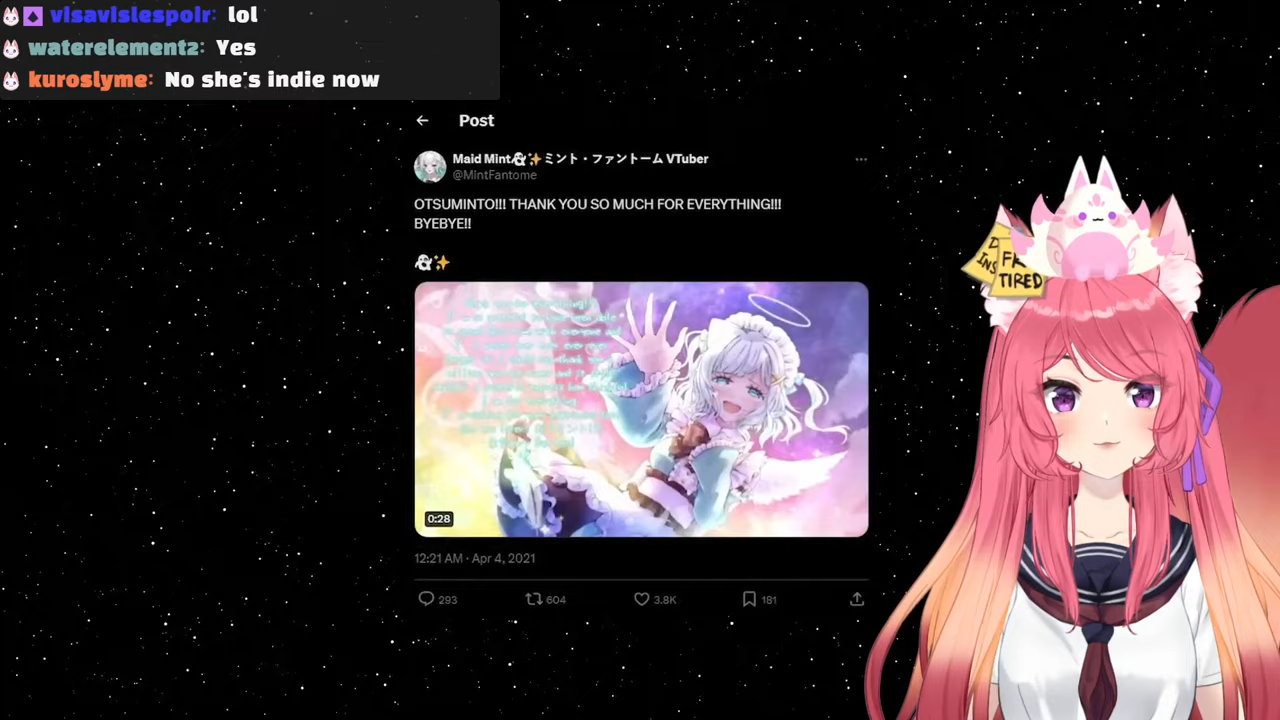 visavislespoir: lol
waterelement2: Yes
kuroslyme: No she's indie now
Post
Maid Mint👻✨ミント・ファントーム VTuber
@MintFantome
OTSUMINTO!!! THANK YOU SO MUCH FOR EVERYTHING!!!
BYEBYE!!
👻✨
0:28
12:21 AM · Apr 4, 2021
293 604 3.8K 181
TIRED